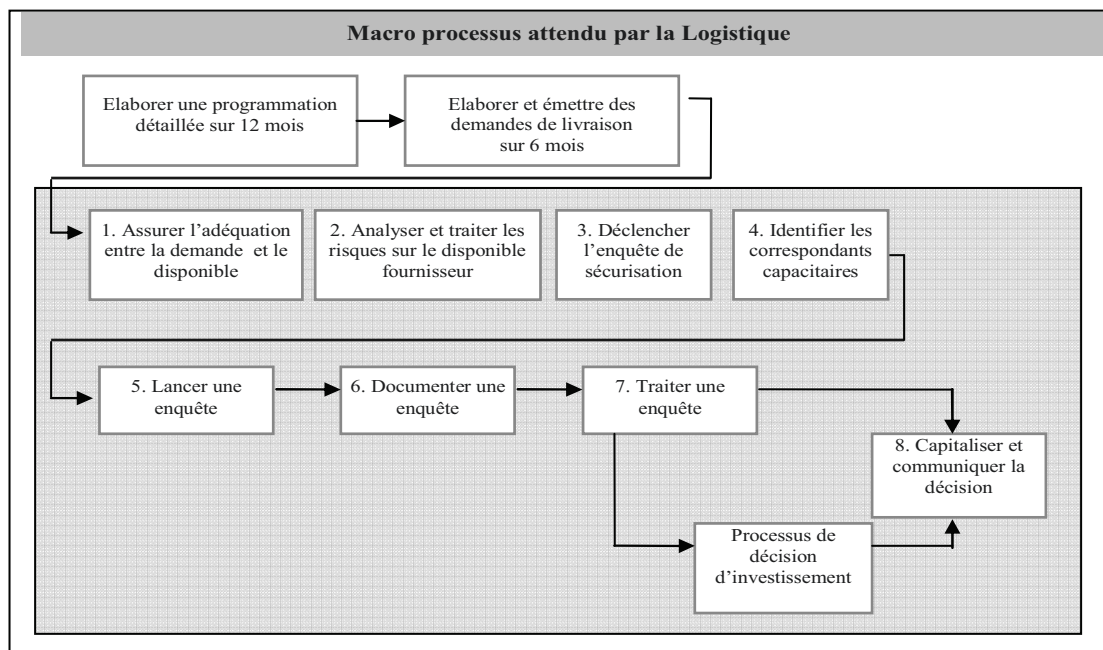 Macro processus attendu par la Logistique
Elaborer une programmation
détaillée sur 12 mois
Elaborer et émettre des
demandes de livraison
sur 6 mois
1. Assurer l’adéquation
entre la demande et le
disponible
2. Analyser et traiter les
risques sur le disponible
fournisseur
3. Déclencher
l’enquête de
sécurisation
4. Identifier les
correspondants
capacitaires
5. Lancer une
enquête
6. Documenter une
enquête
7. Traiter une
enquête
8. Capitaliser et
communiquer la
décision
Processus de
décision
d’investissement